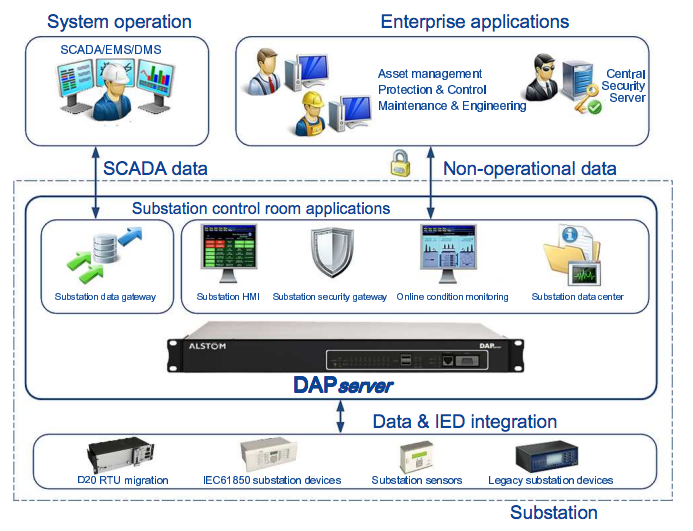 System operation
Enterprise applications
SCADA/EMS/DMS
Asset management
Protection & Control
Maintenance & Engineering
Central
Security
Server
SCADA data
Non-operational data
Substation control room applications
Substation data gateway
Substation HMI
Substation security gateway
Online condition monitoring
Substation data center
ALSTOM
DAPserver
DAPserver
Data & IED integration
D20 RTU migration
IEC61850 substation devices
Substation sensors
Legacy substation devices
Substation